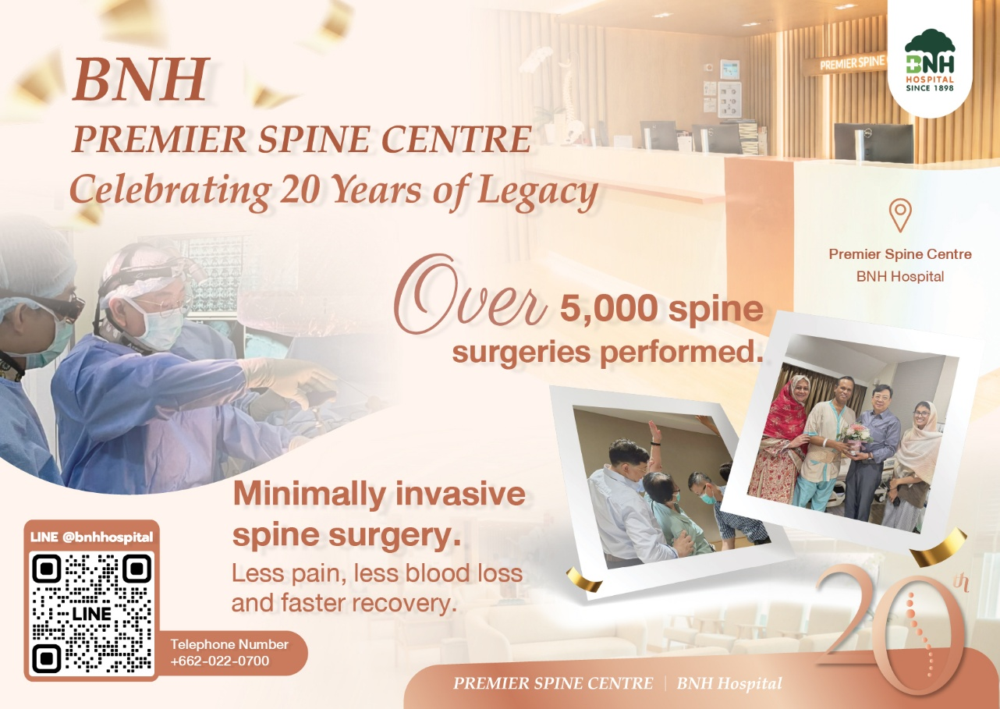 BNH
PREMIER SPINE CENTRE
Celebrating 20 Years of Legacy
PREMIER SPINE
BNH
HOSPITAL
SINCE 1898
Premier Spine Centre
BNH Hospital
Over 5,000 spine
surgeries performed.
Minimally invasive
spine surgery.
Less pain, less blood loss
and faster recovery.
LINE @bnhhospital
LINE
Telephone Number
+662-022-0700
20th
PREMIER SPINE CENTRE | BNH Hospital